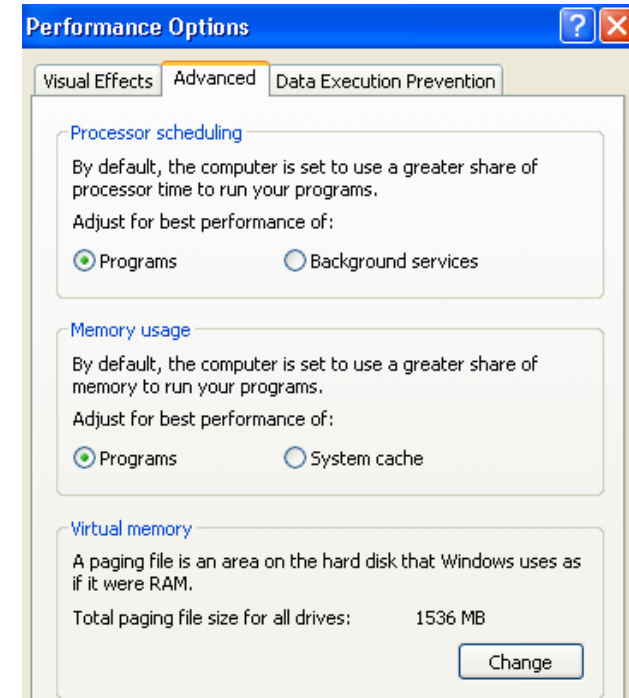 Performance Options
Visual Effects Advanced Data Execution Prevention
Processor scheduling
By default, the computer is set to use a greater share of
processor time to run your programs.
Adjust for best performance of:
Programs Background services
Memory usage
By default, the computer is set to use a greater share of
memory to run your programs.
Adjust for best performance of:
Programs System cache
Virtual memory
A paging file is an area on the hard disk that Windows uses as
if it were RAM.
Total paging file size for all drives: 1536 MB
Change